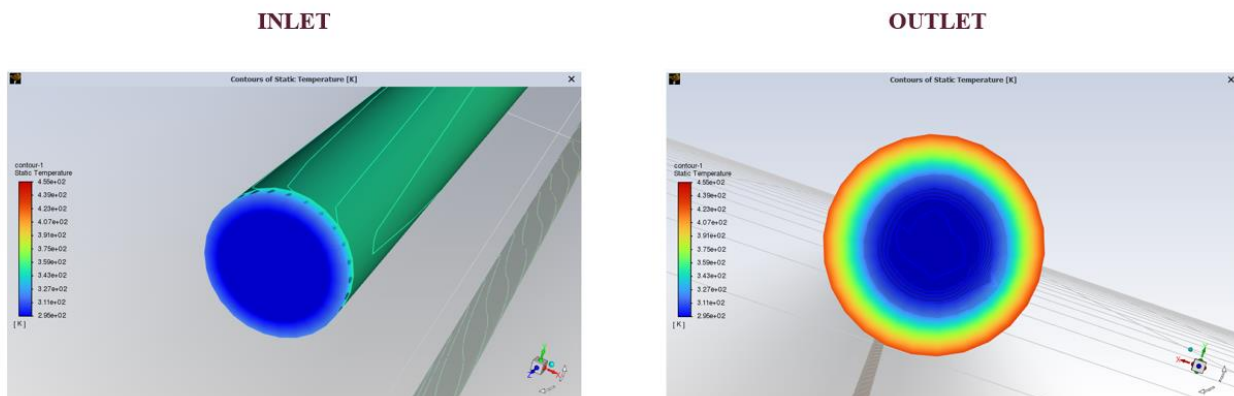 INLET
OUTLET
Contours of Static Temperature [K]
contour-1
Static Temperature
4.55e+02
4.39e+02
4.23e+02
4.07e+02
3.91e+02
3.75e+02
3.59e+02
3.43e+02
3.27e+02
3.11e+02
2.95e+02
[ K ]
Y
Z
X
Contours of Static Temperature [K]
contour-1
Static Temperature
4.55e+02
4.39e+02
4.23e+02
4.07e+02
3.91e+02
3.75e+02
3.59e+02
3.43e+02
3.27e+02
3.11e+02
2.95e+02
[ K ]
Y
X